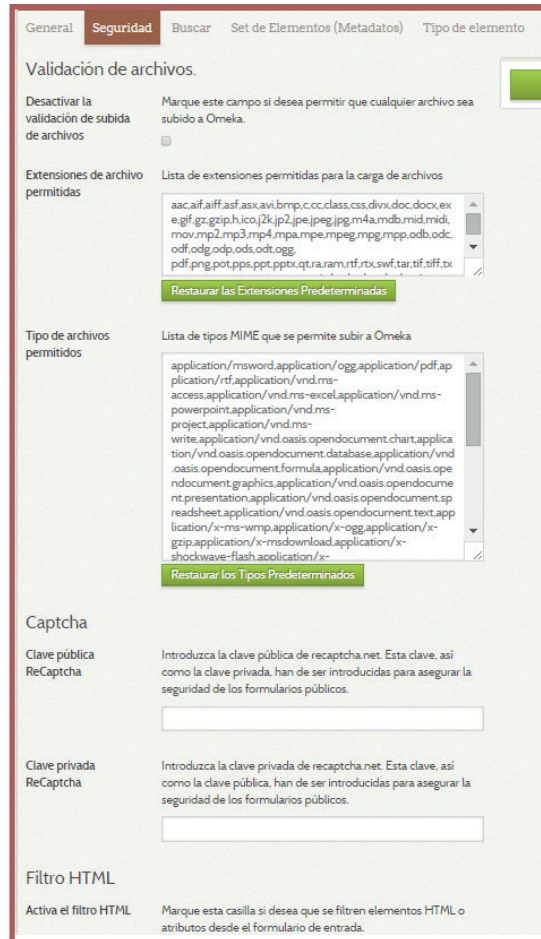 General Seguridad Buscar Set de Elementos (Metadatos) Tipo de elemento
Validación de archivos.
Desactivar la
validación de subida
de archivos
Marque este campo si desea permitir que cualquier archivo sea
subido a Omeka.
Extensiones de archivo
permitidas
Lista de extensiones permitidas para la carga de archivos
aac,aif,aiff,asf,asx,avi,bmp,c,cc,class,css,divx,doc,docx,ex
e,gif,gz,gzip,h,ico,j2k,jp2,jpe,jpeg,jpg,m4a,mdb,mid,midi,
mov,mp2,mp3,mp4,mpa,mpe,mpeg,mpg,mpp,odb,odc,
odf,odg,odp,ods,odt,ogg,
pdf,png,pot,pps,ppt,pptx,qt,ra,ram,rtf,rtx,swf,tar,tif,tiff,tx
Restaurar las Extensiones Predeterminadas
Tipo de archivos
permitidos
Lista de tipos MIME que se permite subir a Omeka
application/msword,application/ogg,application/pdf,ap
plication/rtf,application/vnd.ms-
access,application/vnd.ms-excel,application/vnd.ms-
powerpoint,application/vnd.ms-
project,application/vnd.ms-
write,application/vnd.oasis.opendocument.chart,applica
tion/vnd.oasis.opendocument.database,application/vnd
.oasis.opendocument.formula,application/vnd.oasis.ope
ndocument.graphics,application/vnd.oasis.opendocume
nt.presentation,application/vnd.oasis.opendocument.sp
readsheet,application/vnd.oasis.opendocument.text,app
lication/x-ms-wmp,application/x-ogg,application/x-
gzip,application/x-msdownload,application/x-
shockwave-flash,application/x-
Restaurar los Tipos Predeterminados
Captcha
Clave pública
ReCaptcha
Introduzca la clave pública de recaptcha.net. Esta clave, así
como la clave privada, han de ser introducidas para asegurar la
seguridad de los formularios públicos.
Clave privada
ReCaptcha
Introduzca la clave privada de recaptcha.net. Esta clave, así
como la clave pública, han de ser introducidas para asegurar la
seguridad de los formularios públicos.
Filtro HTML
Activa el filtro HTML
Marque esta casilla si desea que se filtren elementos HTML o
atributos desde el formulario de entrada.